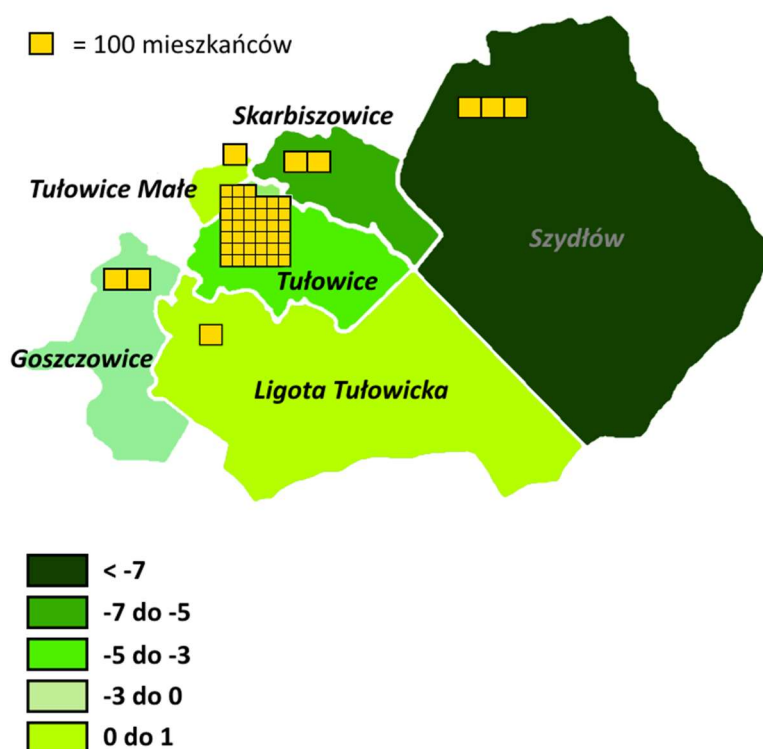 = 100 mieszkańców
Skarbiszowice
Tułowice Małe
Szydłów
Tułowice
Goszczowice
Ligota Tułowicka
< -7
-7 do -5
-5 do -3
-3 do 0
0 do 1